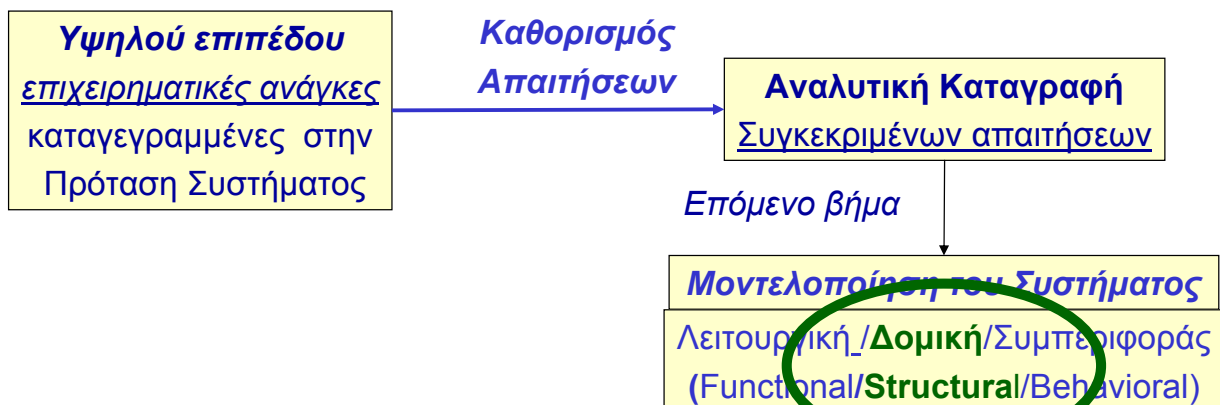 Υψηλού επιπέδου
επιχειρηματικές ανάγκες
καταγεγραμμένες στην
Πρόταση Συστήματος
Καθορισμός
Απαιτήσεων
Αναλυτική Καταγραφή
Συγκεκριμένων απαιτήσεων
Επόμενο βήμα
Μοντελοποίηση του Συστήματος
Λειτουργική /Δομική/Συμπεριφοράς
(Functional/Structural/Behavioral)